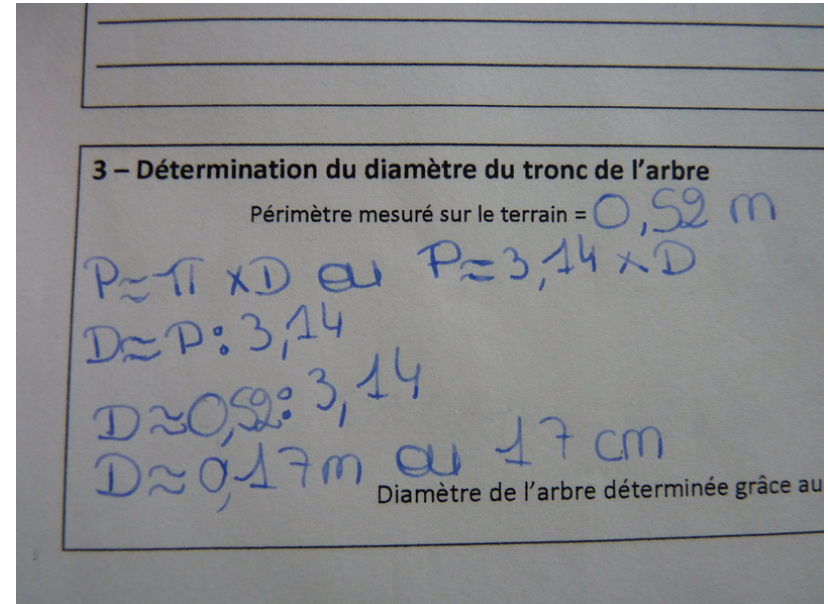 3 – Détermination du diamètre du tronc de l'arbre
Périmètre mesuré sur le terrain = 0,52 m
P≈π×D ou P≈3,14×D
D≈P:3,14
D≈0,52:3,14
D≈0,17m ou 17 cm
Diamètre de l'arbre déterminée grâce au